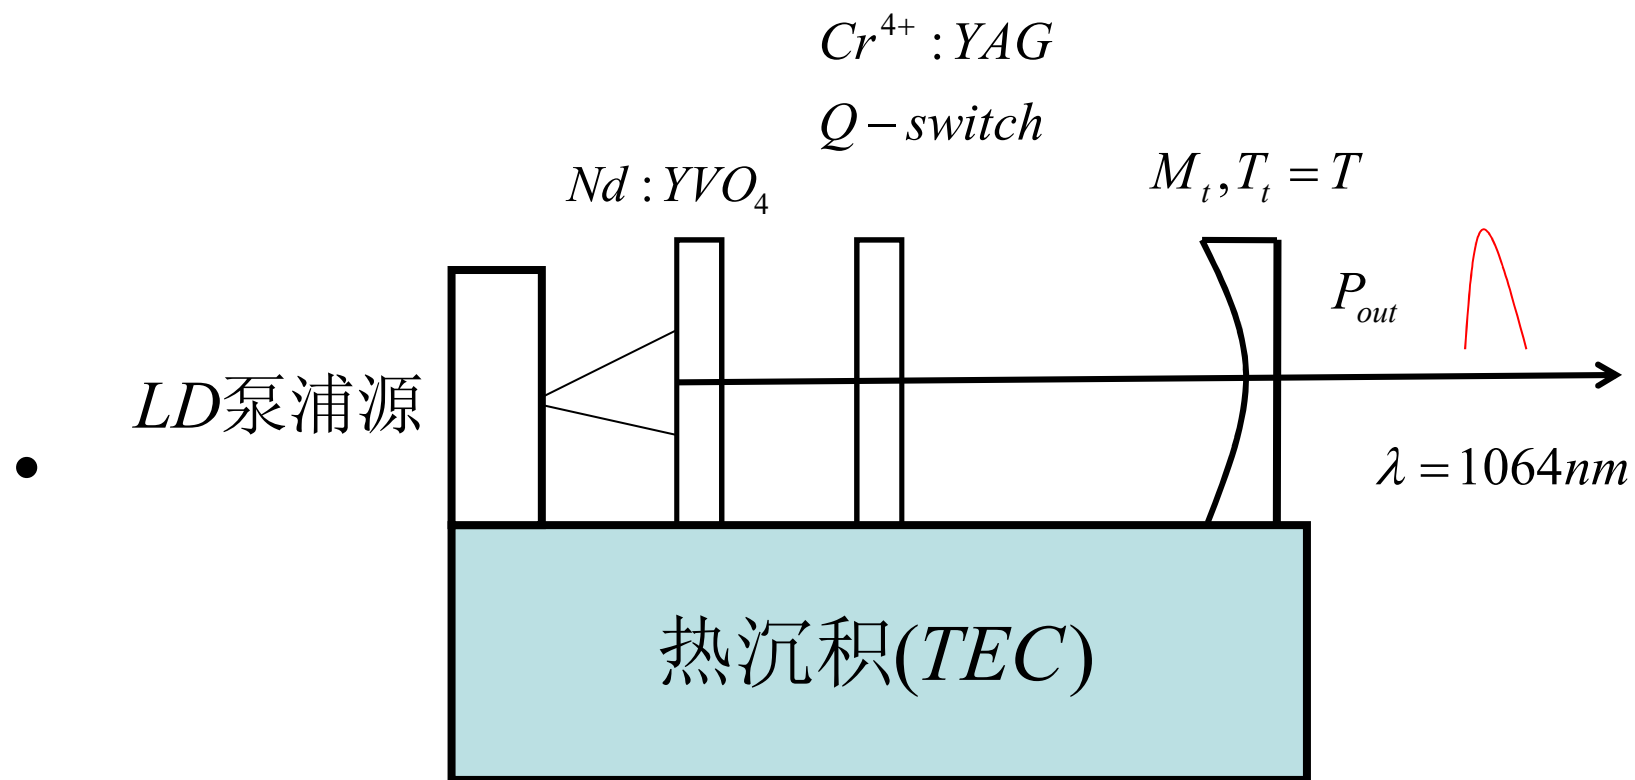 Cr⁴⁺ : YAG
Q − switch
Nd : YVO₄
Mₜ, Tₜ = T
Pₒᵤₜ
LD泵浦源
λ = 1064nm
热沉积(TEC)